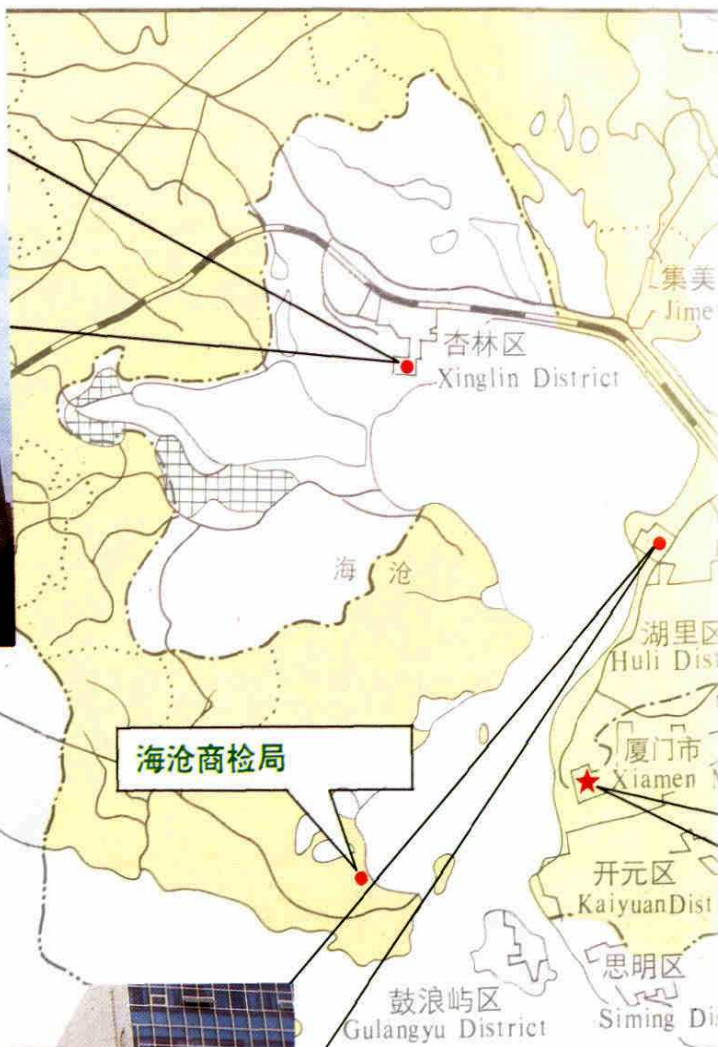 集美
Jime
杏林区
Xinglin District
海 沧
湖里区
Huli Dist
海沧商检局
厦门市
Xiamen M
开元区
KaiyuanDist
思明区
Siming Dis
鼓浪屿区
Gulangyu District